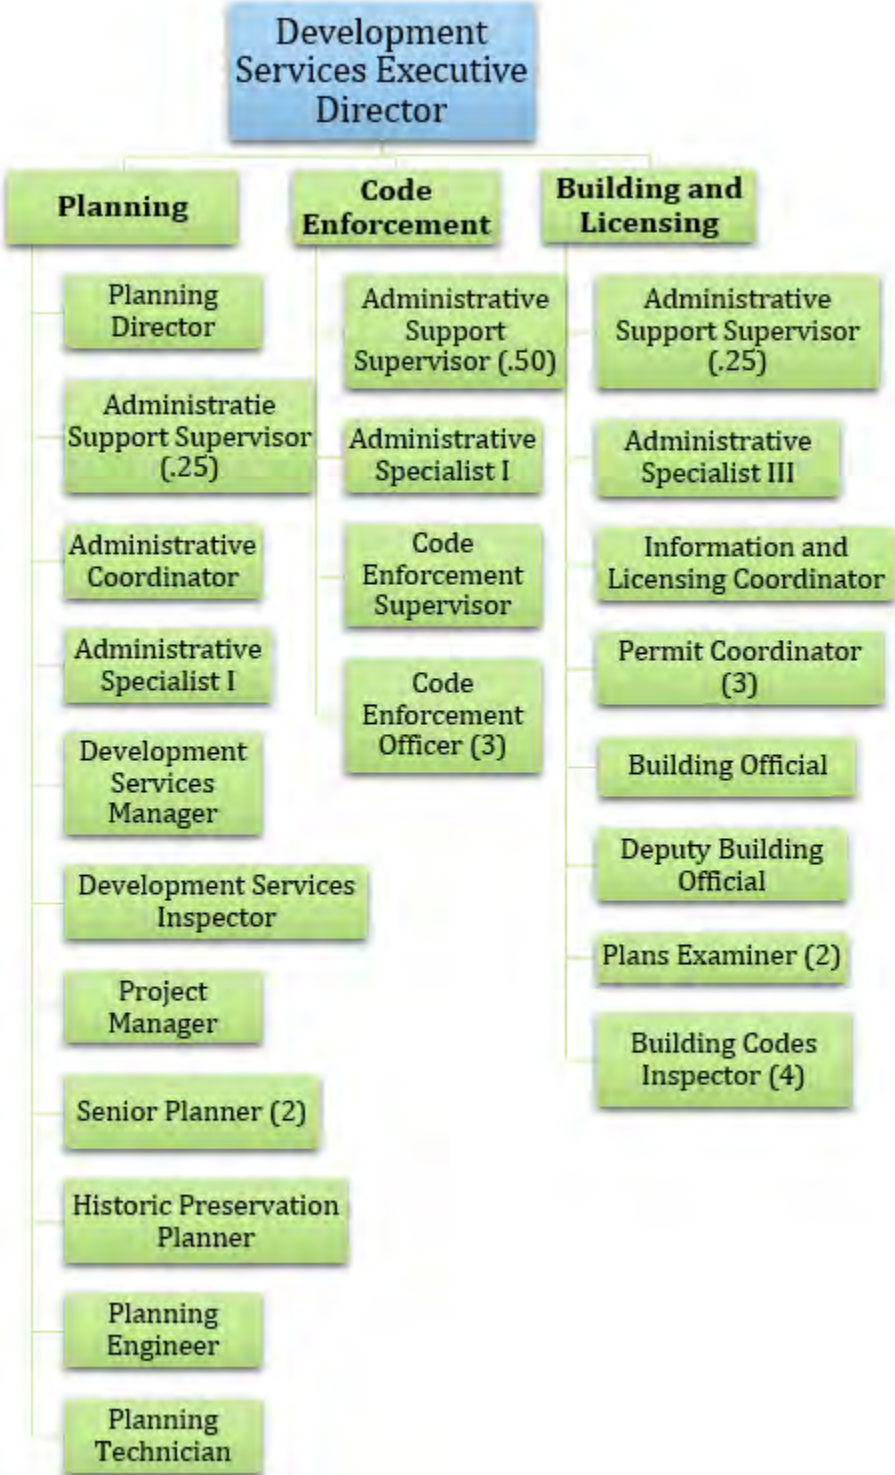 Development
Services Executive
Director
Planning
Planning
Director
Administratie
Support Supervisor
(.25)
Administrative
Coordinator
Administrative
Specialist I
Development
Services
Manager
Development Services
Inspector
Project
Manager
Senior Planner (2)
Historic Preservation
Planner
Planning
Engineer
Planning
Technician
Code
Enforcement
Administrative
Support
Supervisor (.50)
Administrative
Specialist I
Code
Enforcement
Supervisor
Code
Enforcement
Officer (3)
Building and
Licensing
Administrative
Support Supervisor
(.25)
Administrative
Specialist III
Information and
Licensing Coordinator
Permit Coordinator
(3)
Building Official
Deputy Building
Official
Plans Examiner (2)
Building Codes
Inspector (4)